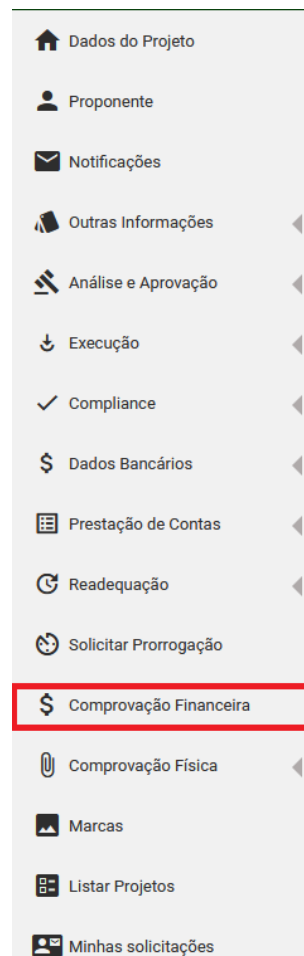 Dados do Projeto
Proponente
Notificações
Outras Informações
Análise e Aprovação
Execução
Compliance
Dados Bancários
Prestação de Contas
Readequação
Solicitar Prorrogação
Comprovação Financeira
Comprovação Física
Marcas
Listar Projetos
Minhas solicitações